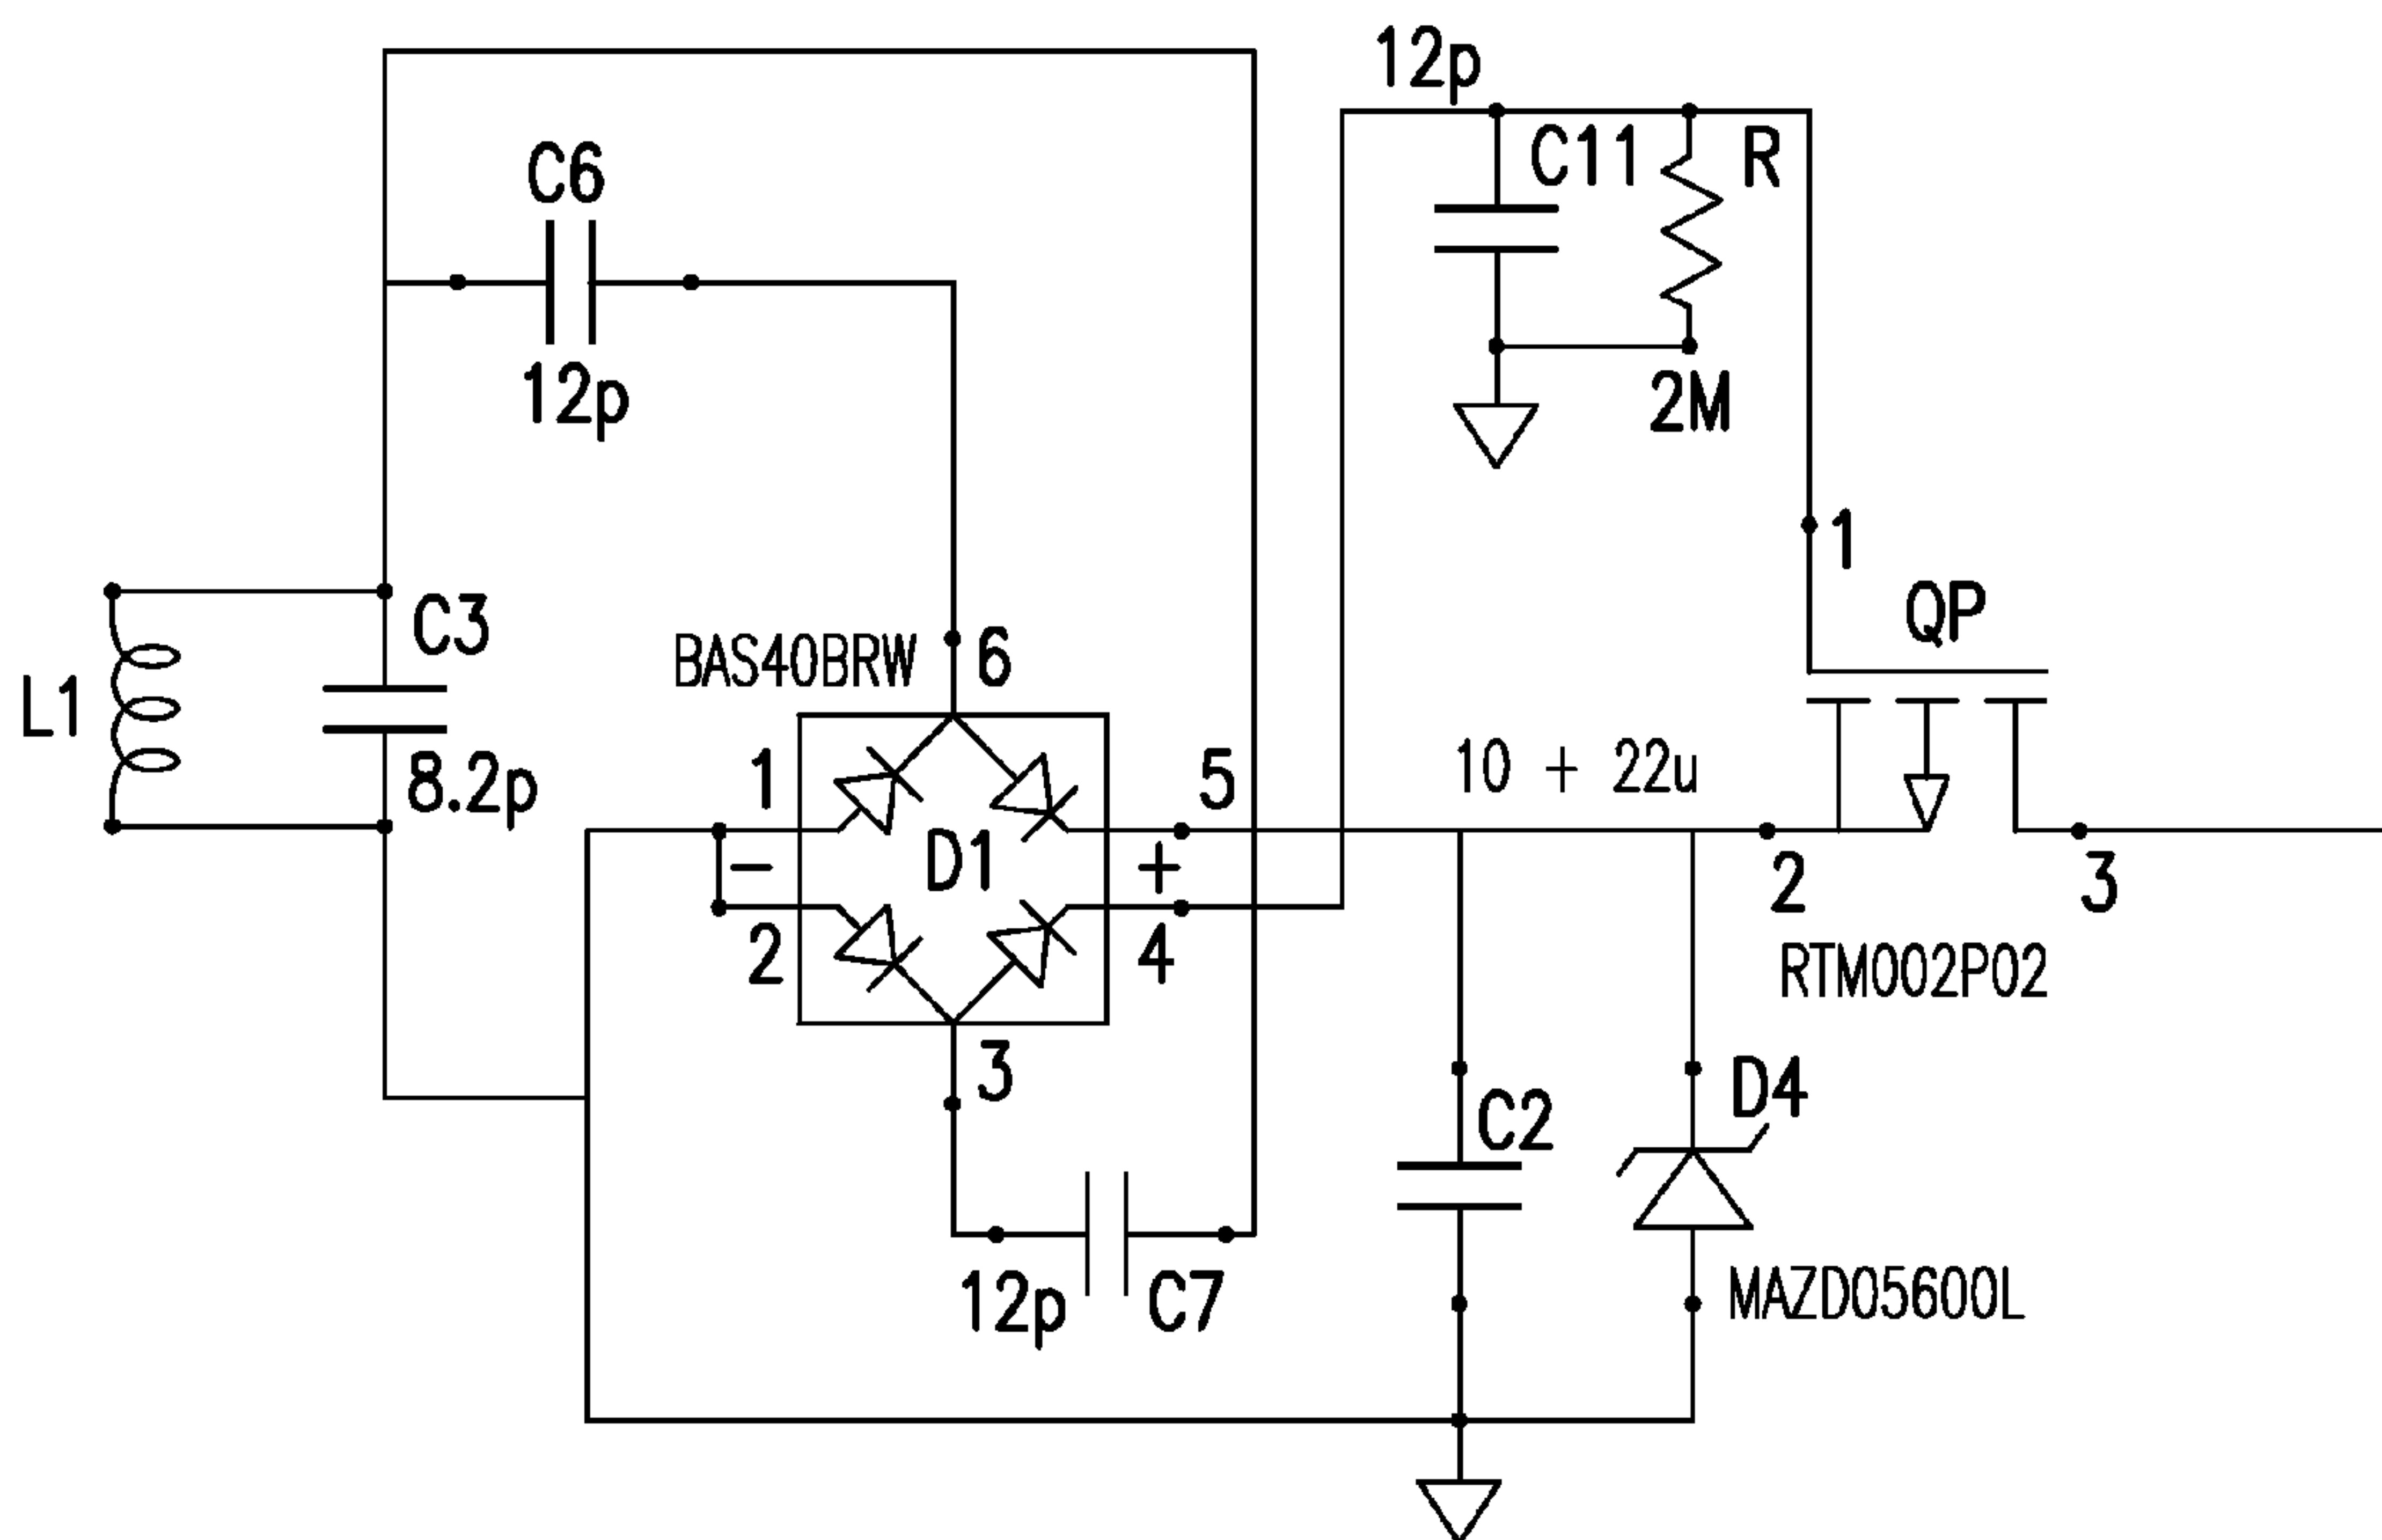 12p
C11
R
C6
12p
2M
1
QP
C3
L1
8.2p
BAS40BRW
6
1
5
10 + 22u
-
D1
+
2
3
2
4
RTM002P02
3
D4
C2
12p
C7
MAZD05600L